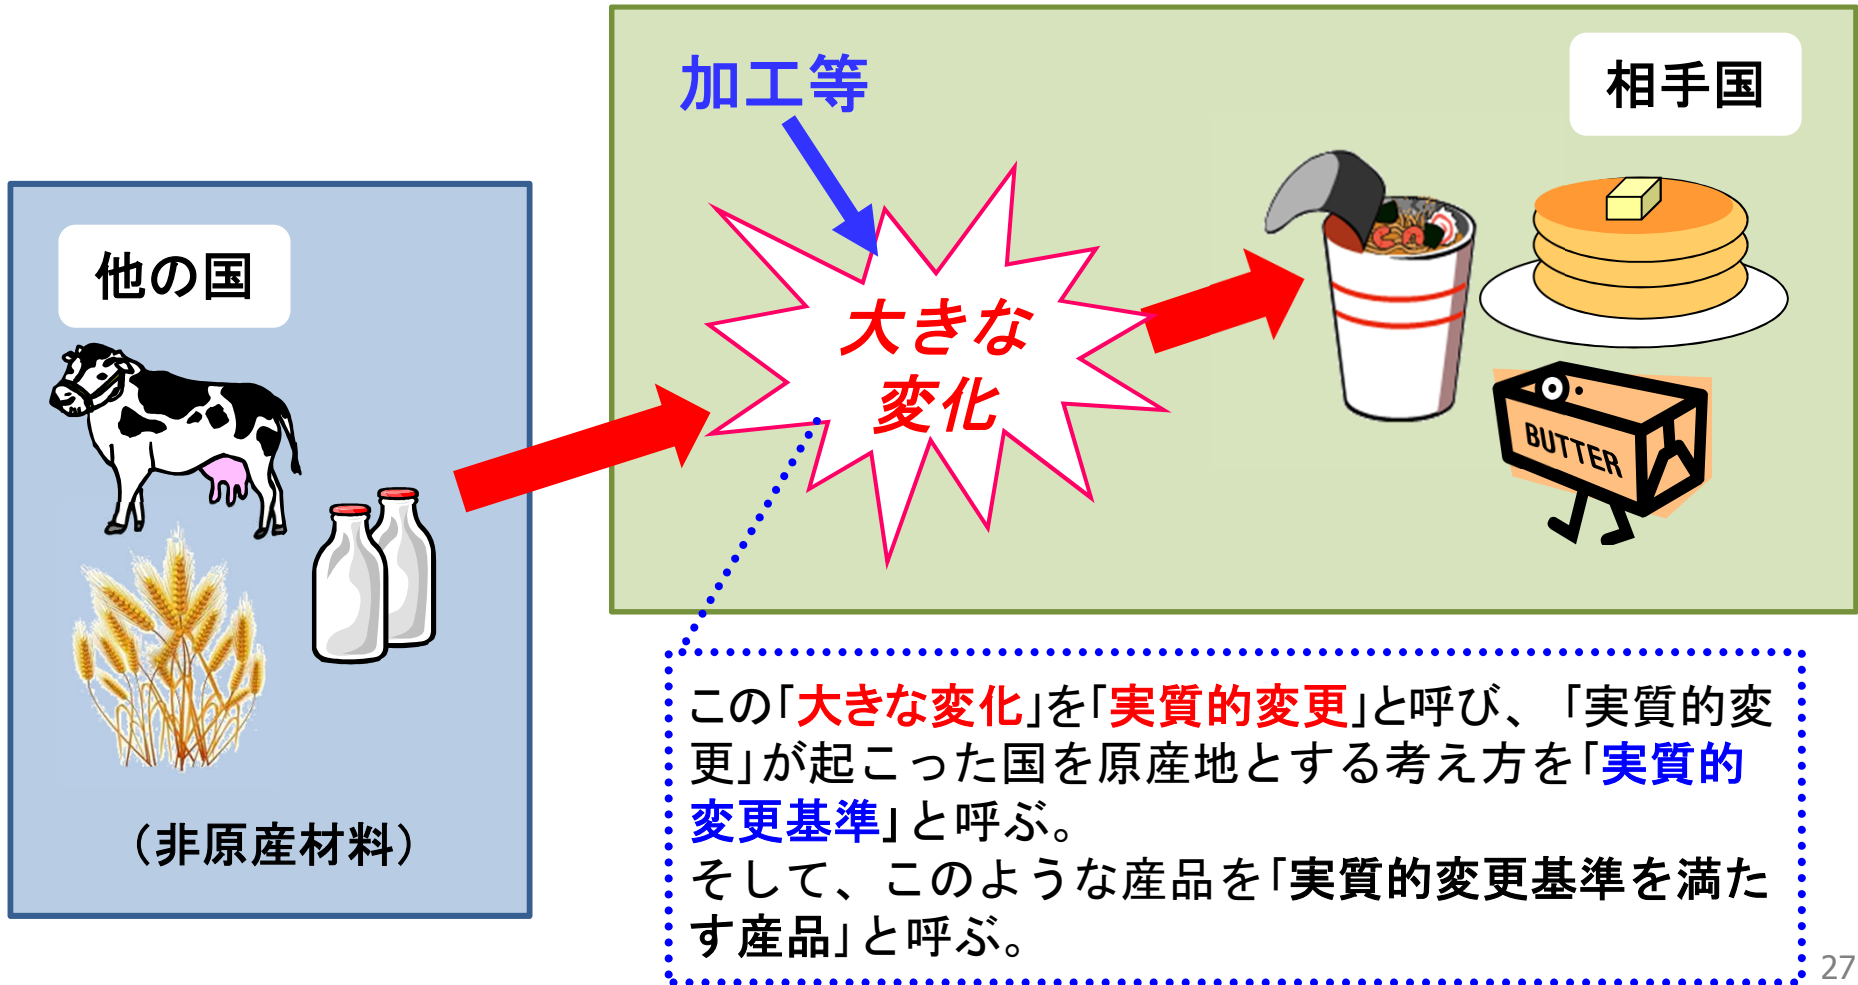 加工等
相手国
他の国
大きな
変化
BUTTER
（非原産材料）
この「大きな変化」を「実質的変更」と呼び、「実質的変
更」が起こった国を原産地とする考え方を「実質的
変更基準」と呼ぶ。
そして、このような産品を「実質的変更基準を満た
す産品」と呼ぶ。
27